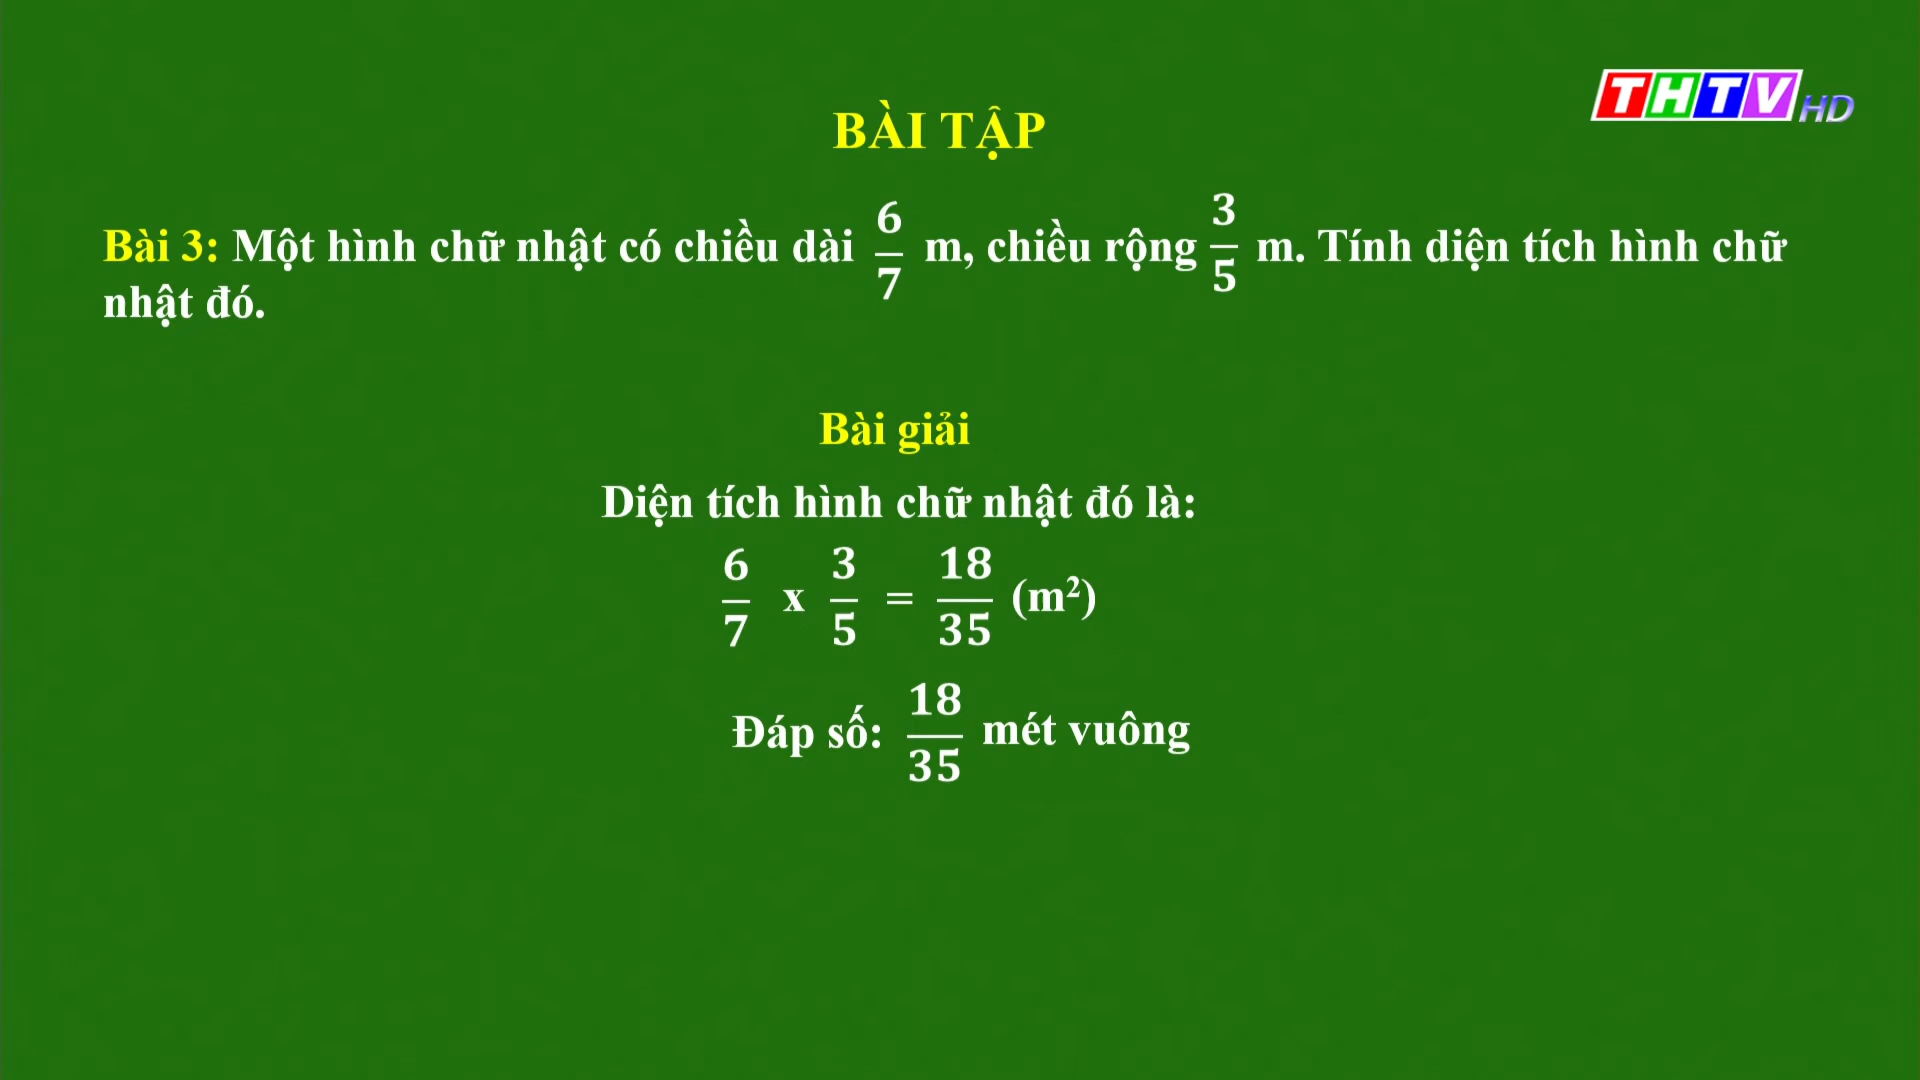 THTV HD
BÀI TẬP
Bài 3: Một hình chữ nhật có chiều dài 6/7 m, chiều rộng 3/5 m. Tính diện tích hình chữ
nhật đó.
Bài giải
Diện tích hình chữ nhật đó là:
6/7 x 3/5 = 18/35 (m²)
Đáp số: 18/35 mét vuông